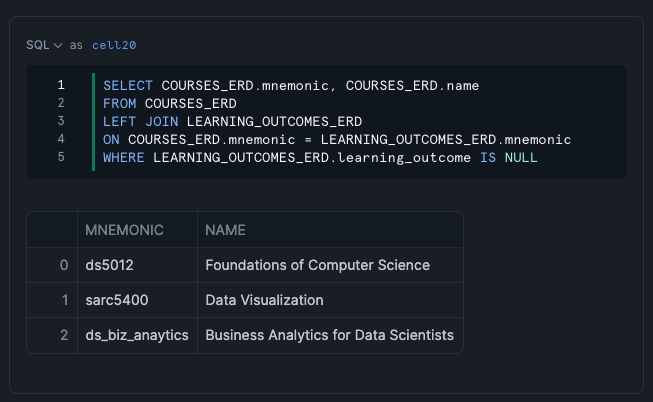 SQL as cell20
1 SELECT COURSES_ERD.mnemonic, COURSES_ERD.name
2 FROM COURSES_ERD
3 LEFT JOIN LEARNING_OUTCOMES_ERD
4 ON COURSES_ERD.mnemonic = LEARNING_OUTCOMES_ERD.mnemonic
5 WHERE LEARNING_OUTCOMES_ERD.learning_outcome IS NULL
MNEMONIC NAME
0 ds5012 Foundations of Computer Science
1 sarc5400 Data Visualization
2 ds_biz_anaytics Business Analytics for Data Scientists